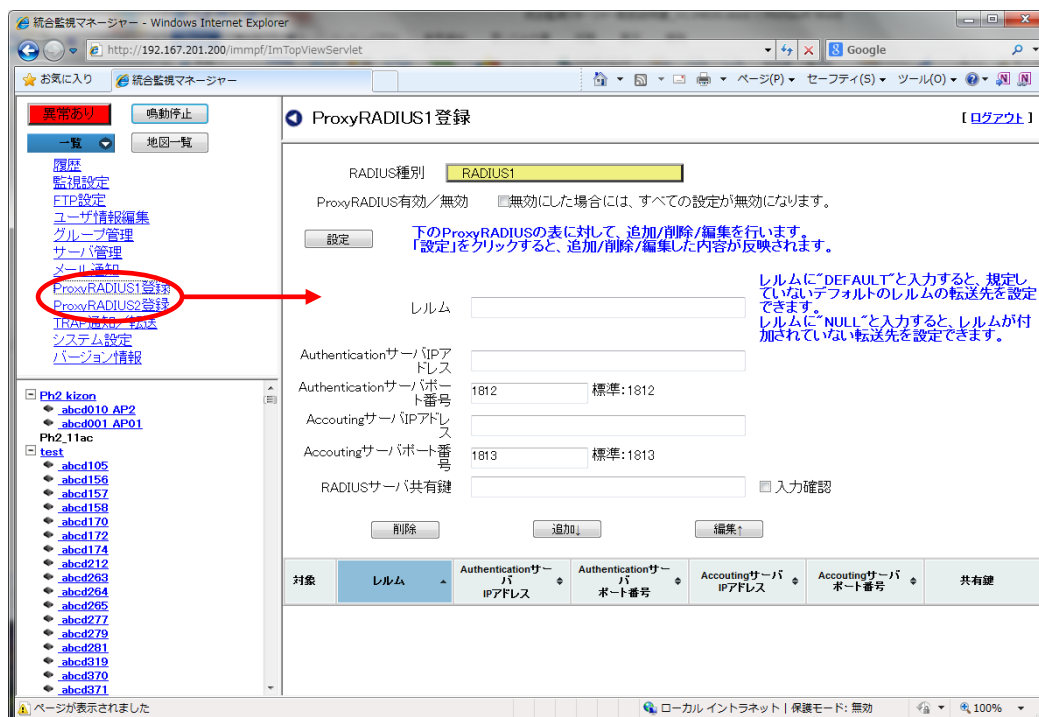 統合監視マネージャー - Windows Internet Explorer
http://192.167.201.200/immpf/ImTopViewServlet
Google
お気に入り
統合監視マネージャー
ページ(P)
セーフティ(S)
ツール(O)
異常あり
鳴動停止
一覧
地図一覧
履歴
監視設定
FTP設定
ユーザ情報編集
グループ管理
サーバ管理
メール通知
ProxyRADIUS1登録
ProxyRADIUS2登録
TRAP通知／転送
システム設定
バージョン情報
Ph2 kizon
abcd010 AP2
abcd001 AP01
Ph2_11ac
test
abcd105
abcd156
abcd157
abcd158
abcd170
abcd172
abcd174
abcd212
abcd263
abcd264
abcd265
abcd277
abcd279
abcd281
abcd319
abcd370
abcd371
ProxyRADIUS1登録
[ ログアウト ]
RADIUS種別
RADIUS1
ProxyRADIUS有効／無効
無効にした場合には、すべての設定が無効になります。
設定
下のProxyRADIUSの表に対して、追加/削除/編集を行います。
「設定」をクリックすると、追加/削除/編集した内容が反映されます。
レルム
レルムに"DEFAULT"と入力すると、規定し
ていないデフォルトのレルムの転送先を設定
できます。
レルムに"NULL"と入力すると、レルムが付
加されていない転送先を設定できます。
AuthenticationサーバIPア
ドレス
Authenticationサーバポー
ト番号
1812
標準:1812
AccoutingサーバIPアドレ
ス
Accoutingサーバポート番
号
1813
標準:1813
RADIUSサーバ共有鍵
入力確認
削除
追加↓
編集↑
対象
レルム
Authenticationサー
バ
IPアドレス
Authenticationサー
バ
ポート番号
Accoutingサーバ
IPアドレス
Accoutingサーバ
ポート番号
共有鍵
ページが表示されました
ローカル イントラネット | 保護モード: 無効
100%